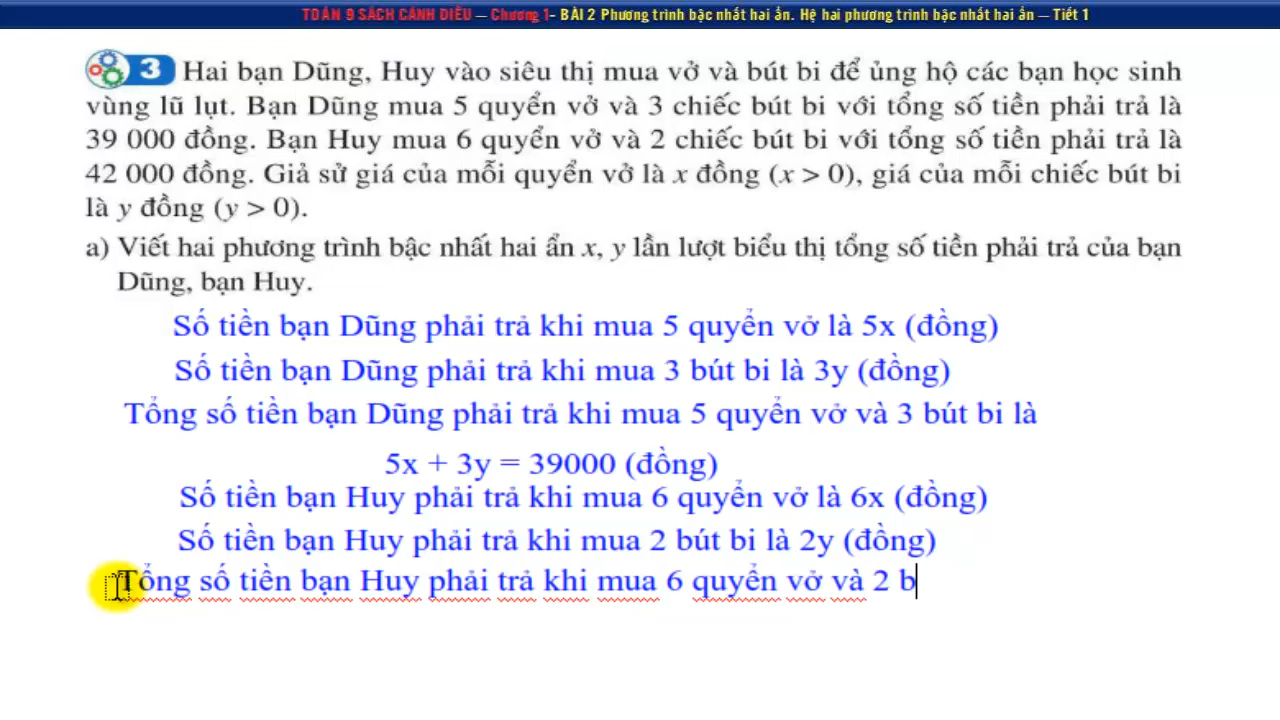 TOÁN 9 SÁCH CÁNH DIỀU – Chương 1- BÀI 2 Phương trình bậc nhất hai ẩn. Hệ hai phương trình bậc nhất hai ẩn – Tiết 1
3 Hai bạn Dũng, Huy vào siêu thị mua vở và bút bi để ủng hộ các bạn học sinh
vùng lũ lụt. Bạn Dũng mua 5 quyển vở và 3 chiếc bút bi với tổng số tiền phải trả là
39 000 đồng. Bạn Huy mua 6 quyển vở và 2 chiếc bút bi với tổng số tiền phải trả là
42 000 đồng. Giả sử giá của mỗi quyển vở là x đồng (x > 0), giá của mỗi chiếc bút bi
là y đồng (y > 0).
a) Viết hai phương trình bậc nhất hai ẩn x, y lần lượt biểu thị tổng số tiền phải trả của bạn
Dũng, bạn Huy.
Số tiền bạn Dũng phải trả khi mua 5 quyển vở là 5x (đồng)
Số tiền bạn Dũng phải trả khi mua 3 bút bi là 3y (đồng)
Tổng số tiền bạn Dũng phải trả khi mua 5 quyển vở và 3 bút bi là
5x + 3y = 39000 (đồng)
Số tiền bạn Huy phải trả khi mua 6 quyển vở là 6x (đồng)
Số tiền bạn Huy phải trả khi mua 2 bút bi là 2y (đồng)
Tổng số tiền bạn Huy phải trả khi mua 6 quyển vở và 2 b